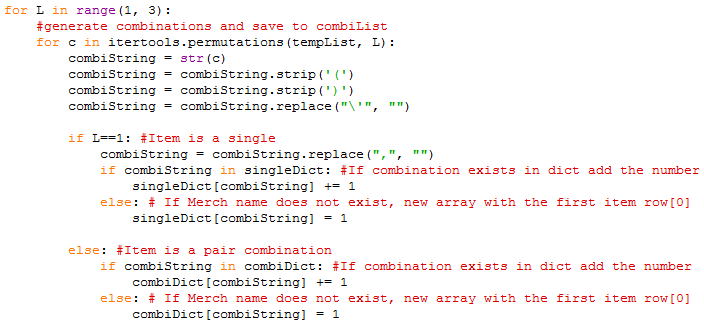 for L in range(1, 3):
    #generate combinations and save to combiList
    for c in itertools.permutations(tempList, L):
        combiString = str(c)
        combiString = combiString.strip('(')
        combiString = combiString.strip(')')
        combiString = combiString.replace("\'", "")

        if L==1: #Item is a single
            combiString = combiString.replace(",", "")
            if combiString in singleDict: #If combination exists in dict add the number
                singleDict[combiString] += 1
            else: # If Merch name does not exist, new array with the first item row[0]
                singleDict[combiString] = 1

        else: #Item is a pair combination
            if combiString in combiDict: #If combination exists in dict add the number
                combiDict[combiString] += 1
            else: # If Merch name does not exist, new array with the first item row[0]
                combiDict[combiString] = 1